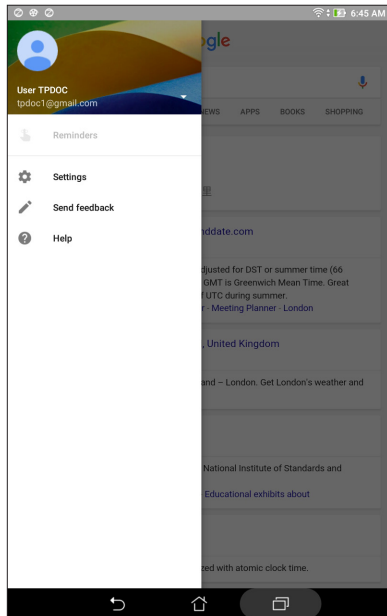 6:45 AM
gle
User TPDOC
tpdoc1@gmail.com
EWS APPS BOOKS SHOPPING
Reminders
Settings
Send feedback
Help
里
nddate.com
djusted for DST or summer time (66
GMT is Greenwich Mean Time. Great
f UTC during summer.
r - Meeting Planner - London
, United Kingdom
and – London. Get London's weather and
National Institute of Standards and
Educational exhibits about
zed with atomic clock time.